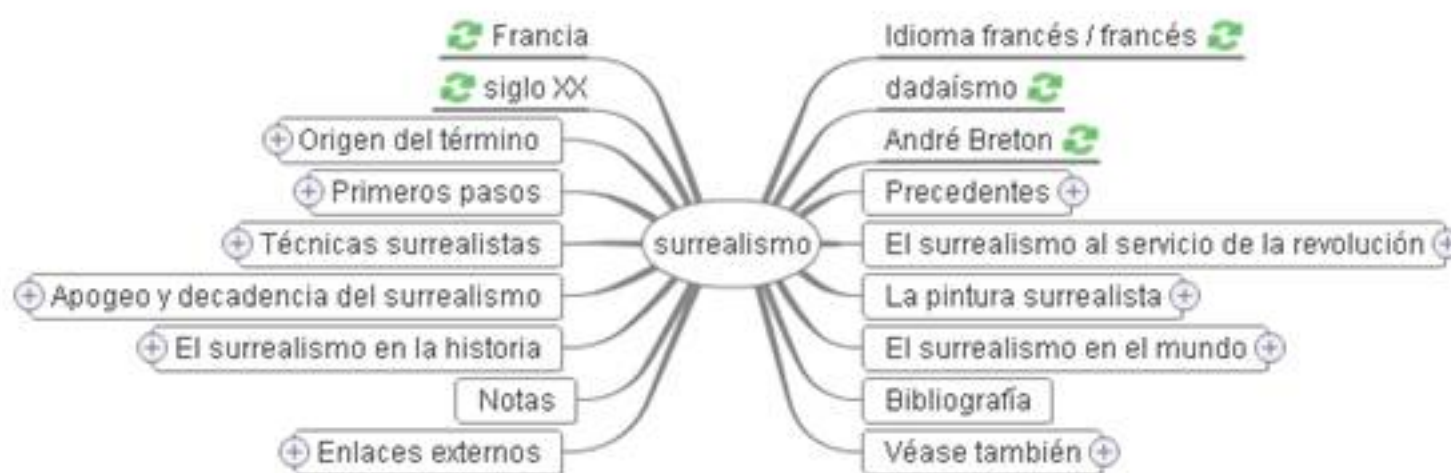 Francia
siglo XX
Origen del término
Primeros pasos
Técnicas surrealistas
Apogeo y decadencia del surrealismo
El surrealismo en la historia
Notas
Enlaces externos
surrealismo
Idioma francés / francés
dadaísmo
André Breton
Precedentes
El surrealismo al servicio de la revolución
La pintura surrealista
El surrealismo en el mundo
Bibliografía
Véase también